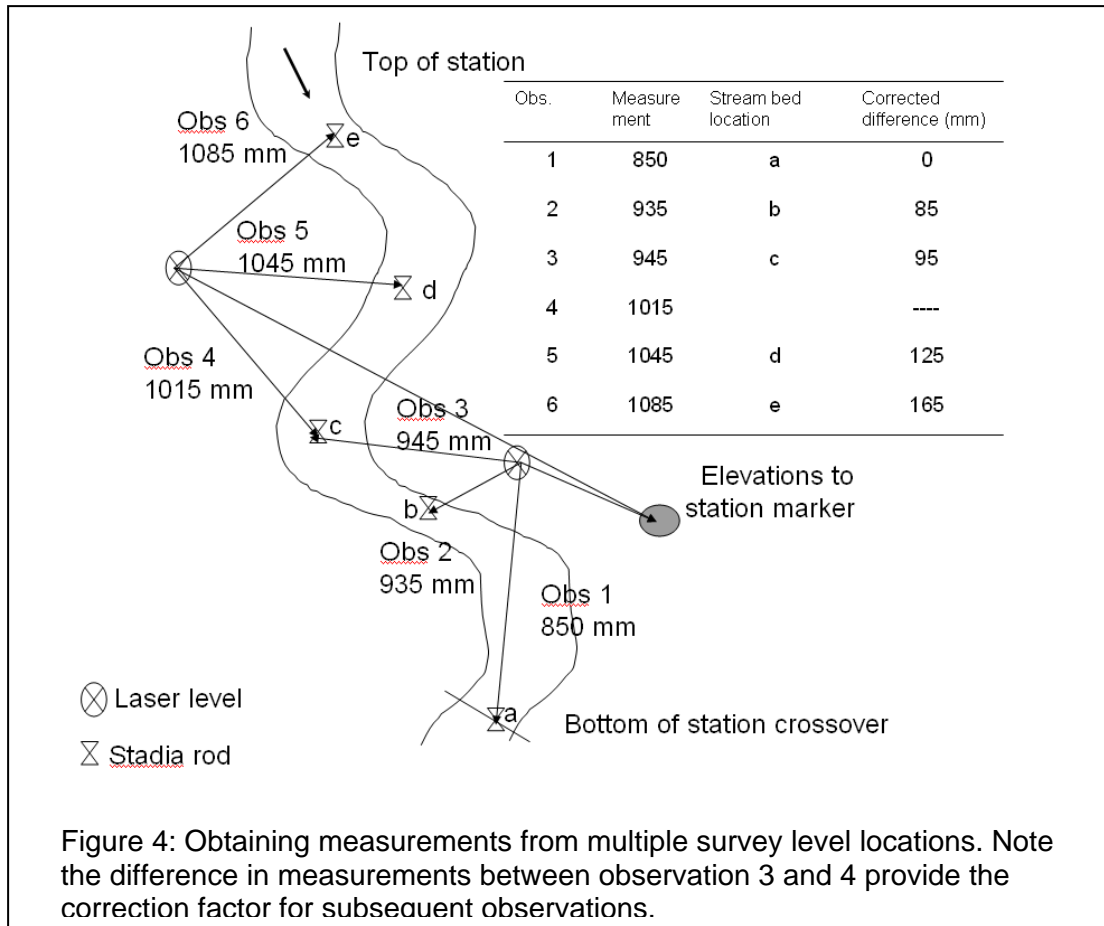 Top of station
Obs. Measure Stream bed Corrected
ment location difference (mm)
1 850 a 0
2 935 b 85
3 945 c 95
4 1015 ----
5 1045 d 125
6 1085 e 165
Obs 6
1085 mm
e
Obs 5
1045 mm
d
Obs 4
1015 mm
c
Obs 3
945 mm
Elevations to
station marker
b
Obs 2
935 mm
Obs 1
850 mm
a
Bottom of station crossover
Laser level
Stadia rod
Figure 4: Obtaining measurements from multiple survey level locations. Note
the difference in measurements between observation 3 and 4 provide the
correction factor for subsequent observations.